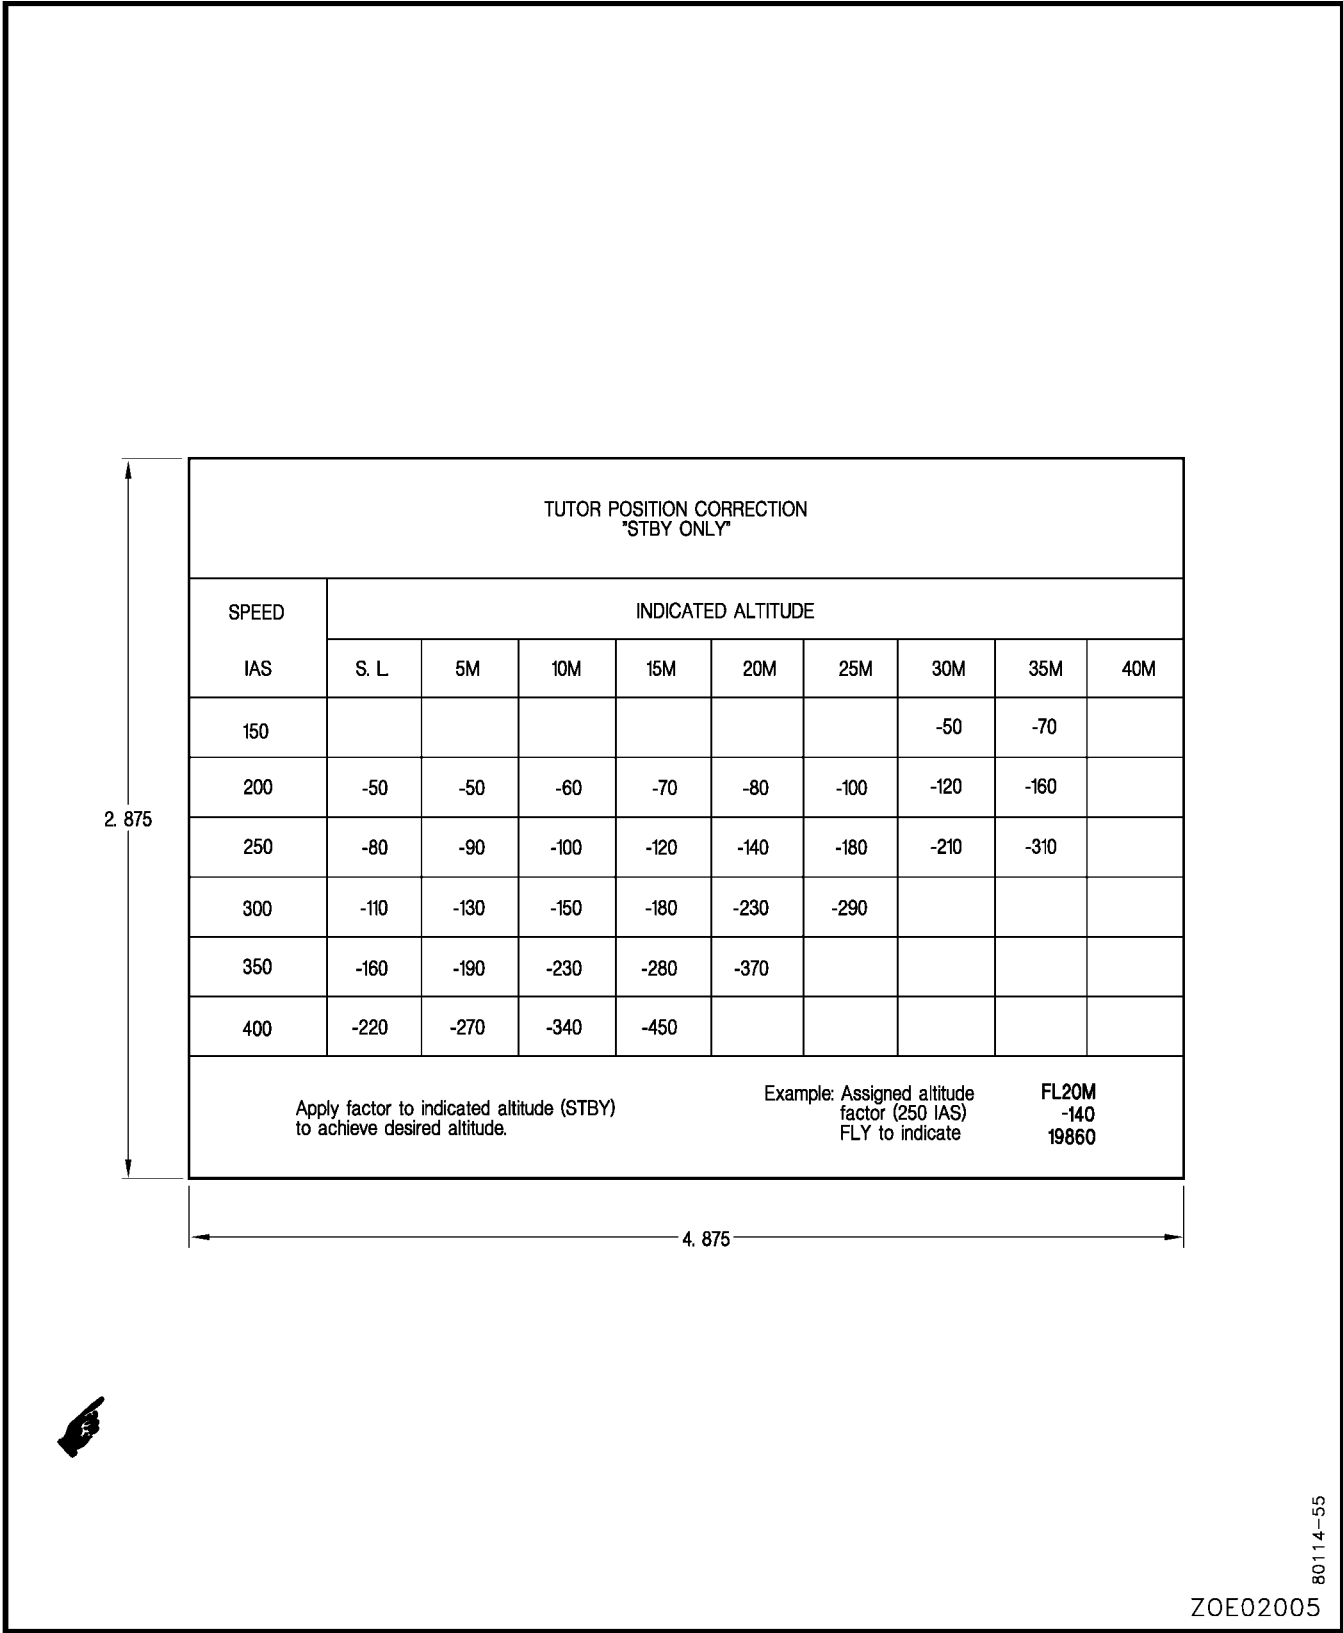 TUTOR POSITION CORRECTION
"STBY ONLY"
SPEED
INDICATED ALTITUDE
IAS S. L 5M 10M 15M 20M 25M 30M 35M 40M
150 -50 -70
200 -50 -50 -60 -70 -80 -100 -120 -160
250 -80 -90 -100 -120 -140 -180 -210 -310
300 -110 -130 -150 -180 -230 -290
350 -160 -190 -230 -280 -370
400 -220 -270 -340 -450
Apply factor to indicated altitude (STBY)
to achieve desired altitude.
Example: Assigned altitude FL20M
factor (250 IAS) -140
FLY to indicate 19860
2. 875
4. 875
80114-55
ZOE02005